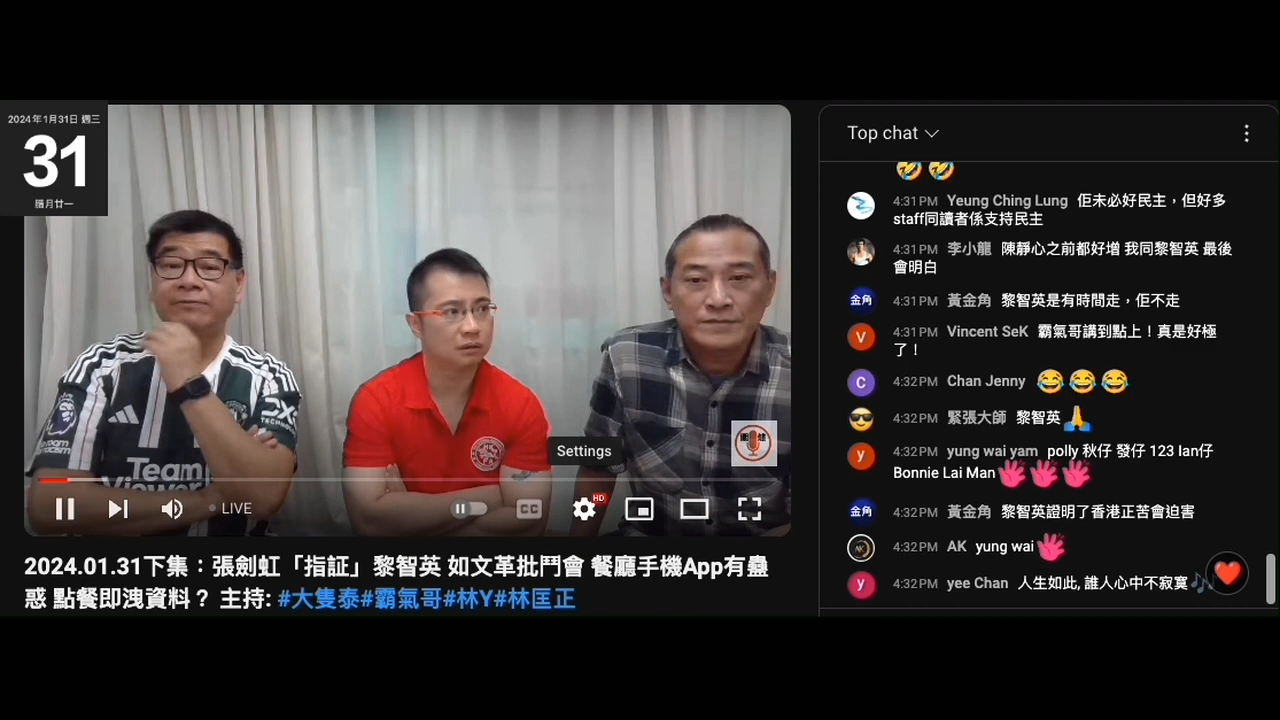 2024年1月31日 週三
31
臘月廿一
Team
Viewer
Settings
HD
LIVE
CC
2024.01.31下集：張劍虹「指証」黎智英 如文革批鬥會 餐廳手機App有蠱
惑 點餐即洩資料？ 主持: #大隻泰#霸氣哥#林Y#林匡正
Top chat
4:31 PM Yeung Ching Lung 佢未必好民主，但好多
staff同讀者係支持民主
4:31 PM 李小龍 陳靜心之前都好增 我同黎智英 最後
會明白
金角 4:31 PM 黃金角 黎智英是有時間走，佢不走
V 4:31 PM Vincent SeK 霸氣哥講到點上！真是好極
了！
C 4:32 PM Chan Jenny 😂😂😂
4:32 PM 緊張大師 黎智英🙏
y 4:32 PM yung wai yam polly 秋仔 發仔 123 Ian仔
Bonnie Lai Man
金角 4:32 PM 黃金角 黎智英證明了香港正苦會迫害
4:32 PM AK yung wai
y 4:32 PM yee Chan 人生如此, 誰人心中不寂寞🎶